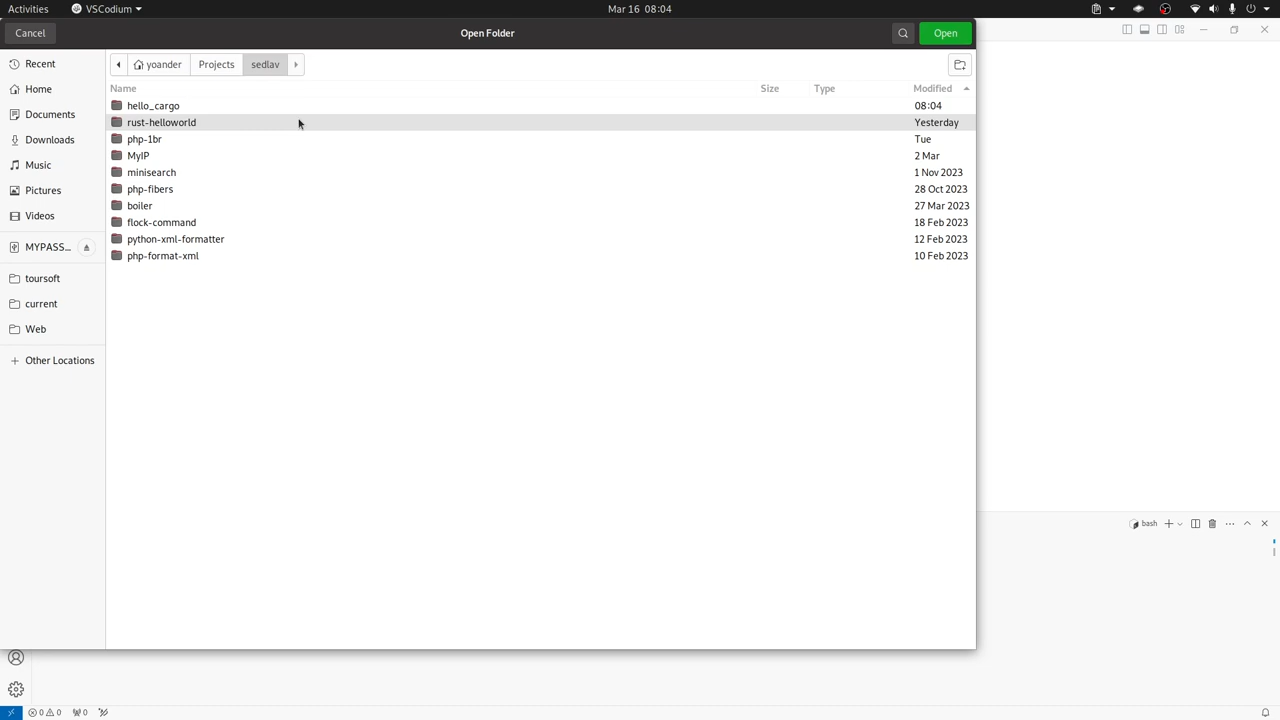 Activities VSCodium Mar 16 08:04
Cancel Open Folder Open
Recent
Home
Documents
Downloads
Music
Pictures
Videos
MYPASS...
toursoft
current
Web
Other Locations
yoander Projects sedlav
Name Size Type Modified
hello_cargo 08:04
rust-helloworld Yesterday
php-1br Tue
MyIP 2 Mar
minisearch 1 Nov 2023
php-fibers 28 Oct 2023
boiler 27 Mar 2023
flock-command 18 Feb 2023
python-xml-formatter 12 Feb 2023
php-format-xml 10 Feb 2023
bash
0 0 0